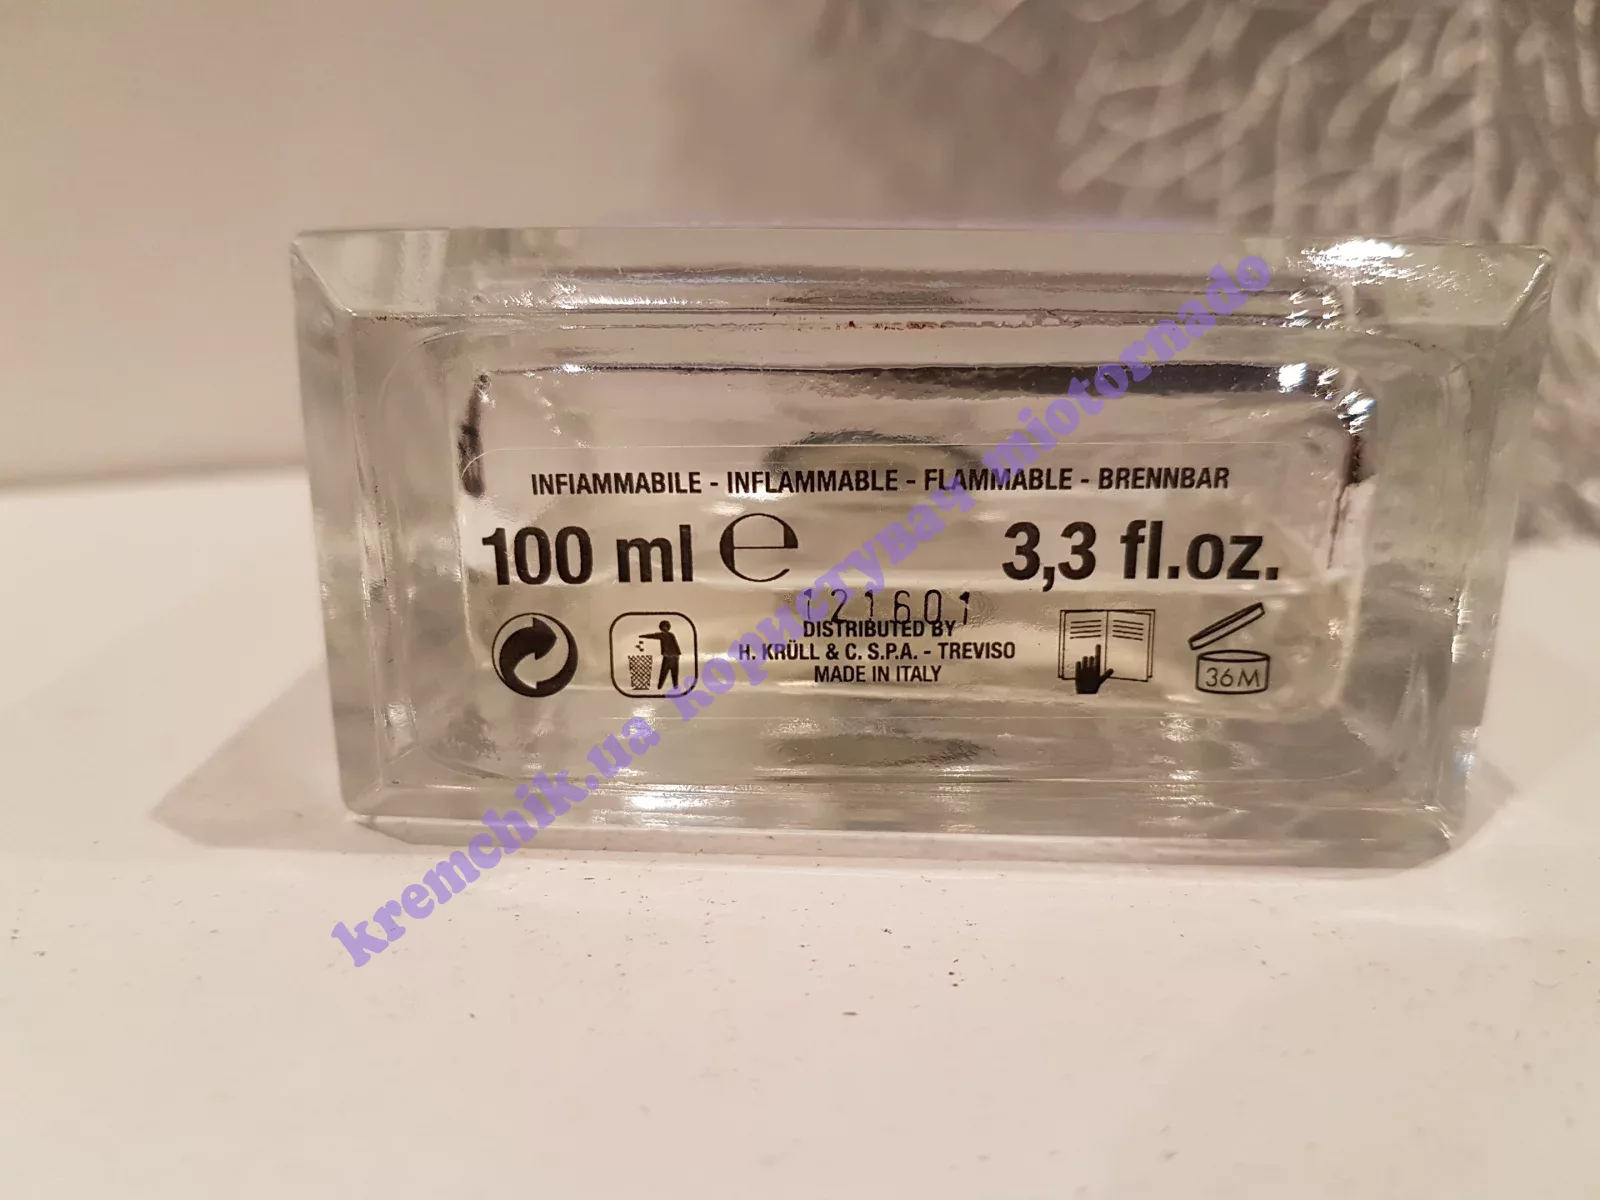 INFIAMMABILE - INFLAMMABLE - FLAMMABLE - BRENNBAR
100 ml ℮ 3,3 fl.oz.
121601
DISTRIBUTED BY
H. KRÜLL & C. S.P.A. - TREVISO
MADE IN ITALY
36M
kremchik.ua користувач miotornado